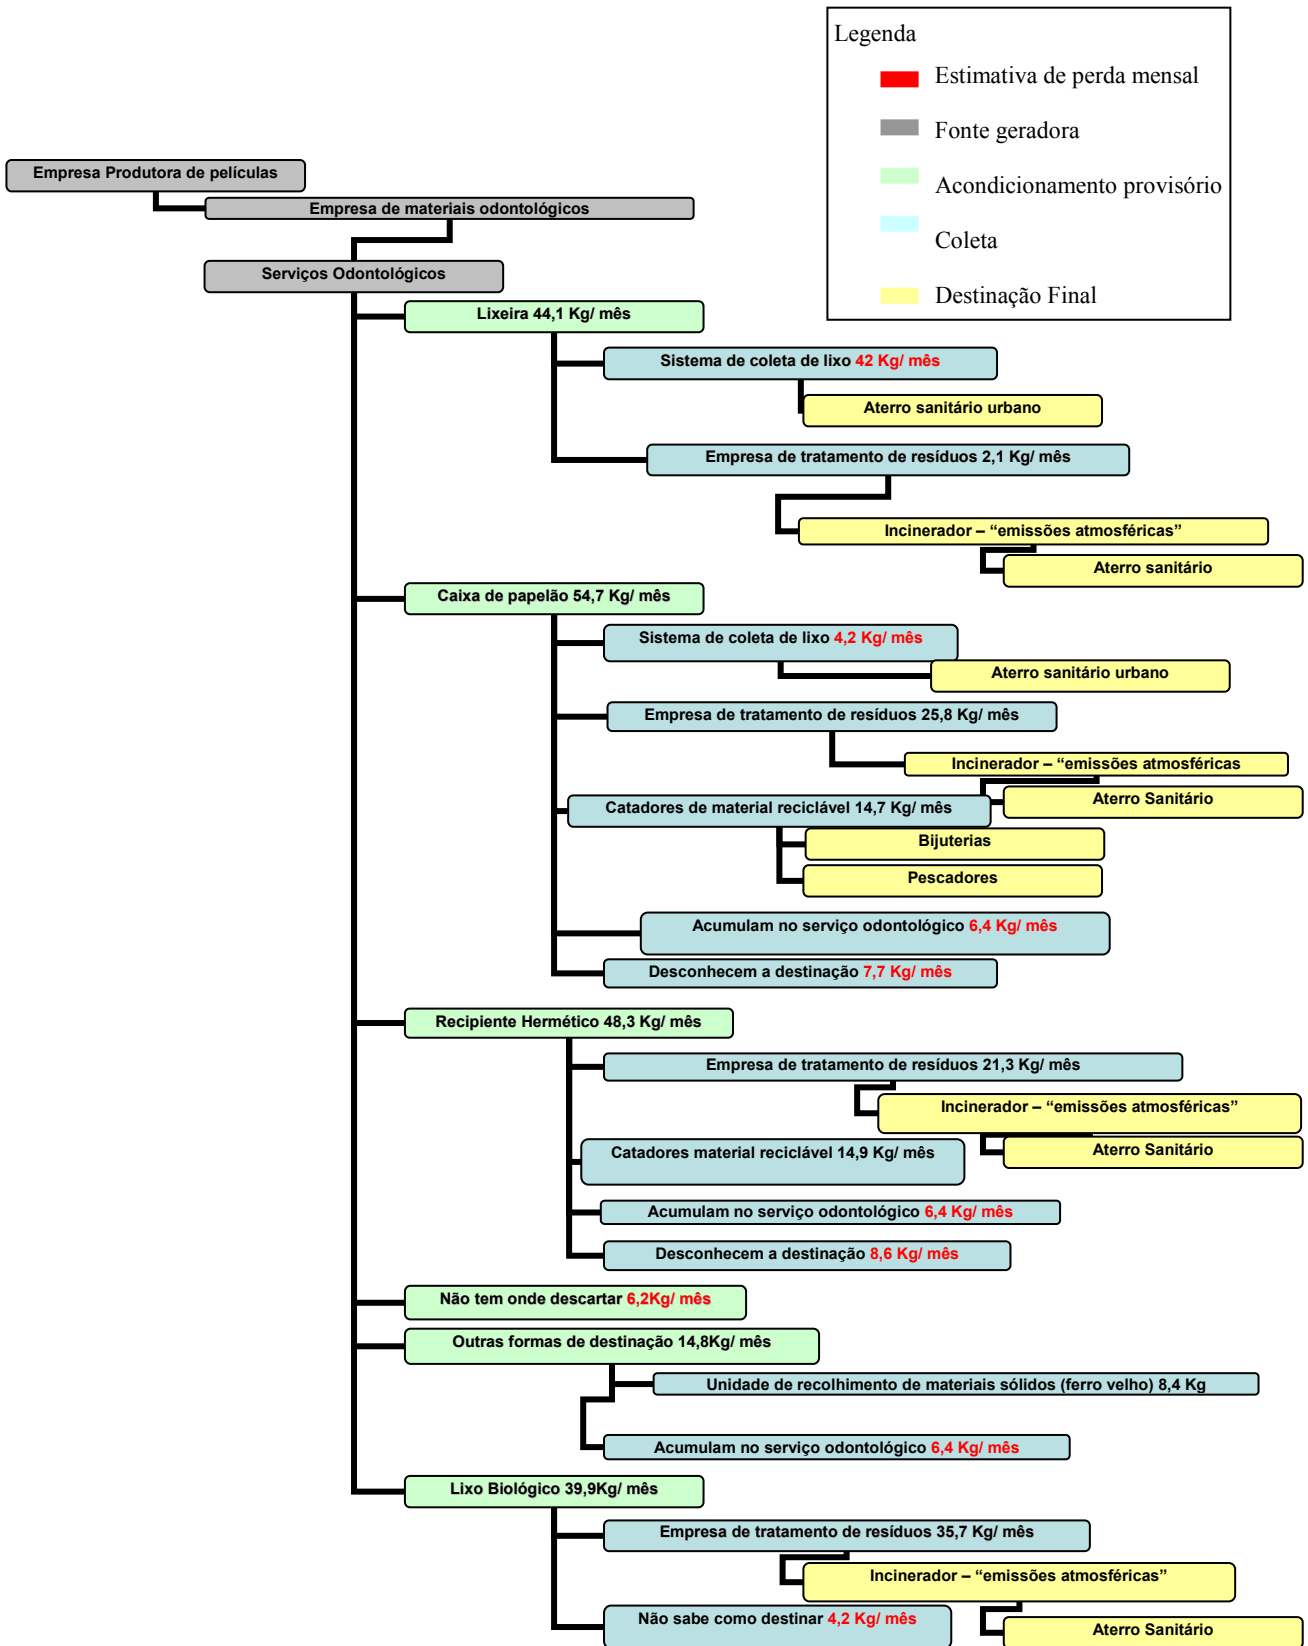 Legenda
Estimativa de perda mensal
Fonte geradora
Acondicionamento provisório
Coleta
Destinação Final
Empresa Produtora de películas
Empresa de materiais odontológicos
Serviços Odontológicos
Lixeira 44,1 Kg/ mês
Sistema de coleta de lixo 42 Kg/ mês
Aterro sanitário urbano
Empresa de tratamento de resíduos 2,1 Kg/ mês
Incinerador – “emissões atmosféricas”
Aterro sanitário
Caixa de papelão 54,7 Kg/ mês
Sistema de coleta de lixo 4,2 Kg/ mês
Aterro sanitário urbano
Empresa de tratamento de resíduos 25,8 Kg/ mês
Incinerador – “emissões atmosféricas
Aterro Sanitário
Catadores de material reciclável 14,7 Kg/ mês
Bijuterias
Pescadores
Acumulam no serviço odontológico 6,4 Kg/ mês
Desconhecem a destinação 7,7 Kg/ mês
Recipiente Hermético 48,3 Kg/ mês
Empresa de tratamento de resíduos 21,3 Kg/ mês
Incinerador – “emissões atmosféricas”
Aterro Sanitário
Catadores material reciclável 14,9 Kg/ mês
Acumulam no serviço odontológico 6,4 Kg/ mês
Desconhecem a destinação 8,6 Kg/ mês
Não tem onde descartar 6,2Kg/ mês
Outras formas de destinação 14,8Kg/ mês
Unidade de recolhimento de materiais sólidos (ferro velho) 8,4 Kg
Acumulam no serviço odontológico 6,4 Kg/ mês
Lixo Biológico 39,9Kg/ mês
Empresa de tratamento de resíduos 35,7 Kg/ mês
Incinerador – “emissões atmosféricas”
Não sabe como destinar 4,2 Kg/ mês
Aterro Sanitário